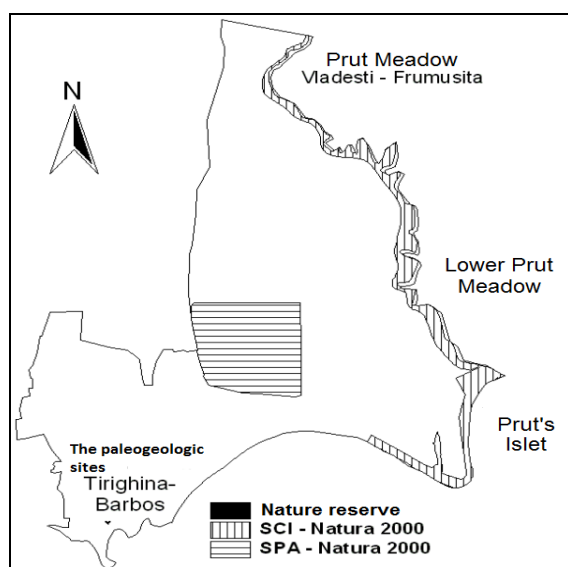 Prut Meadow
Vladesti - Frumusita
N
Lower Prut
Meadow
Prut's
Islet
The paleogeologic
sites
Tirighina-
Barbos
Nature reserve
SCI - Natura 2000
SPA - Natura 2000